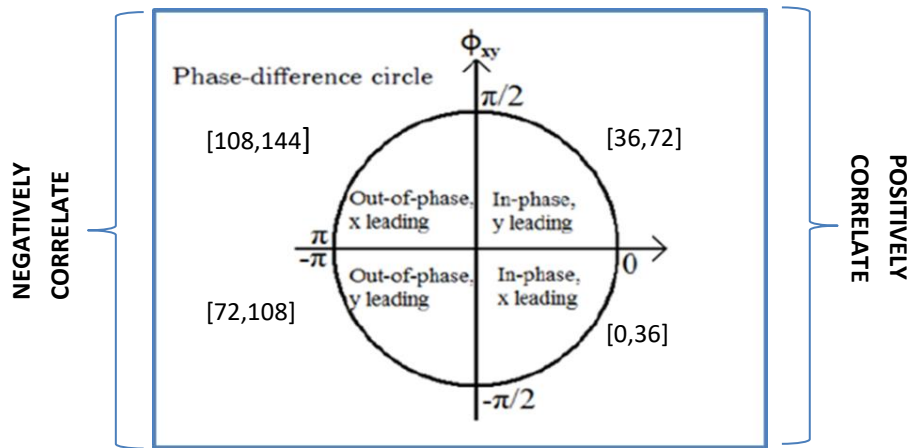 Φxy
Phase-difference circle
π/2
[108,144]
[36,72]
NEGATIVELY
CORRELATE
POSITIVELY
CORRELATE
Out-of-phase,
x leading
In-phase,
y leading
π
-π
0
Out-of-phase,
y leading
In-phase,
x leading
[72,108]
[0,36]
-π/2